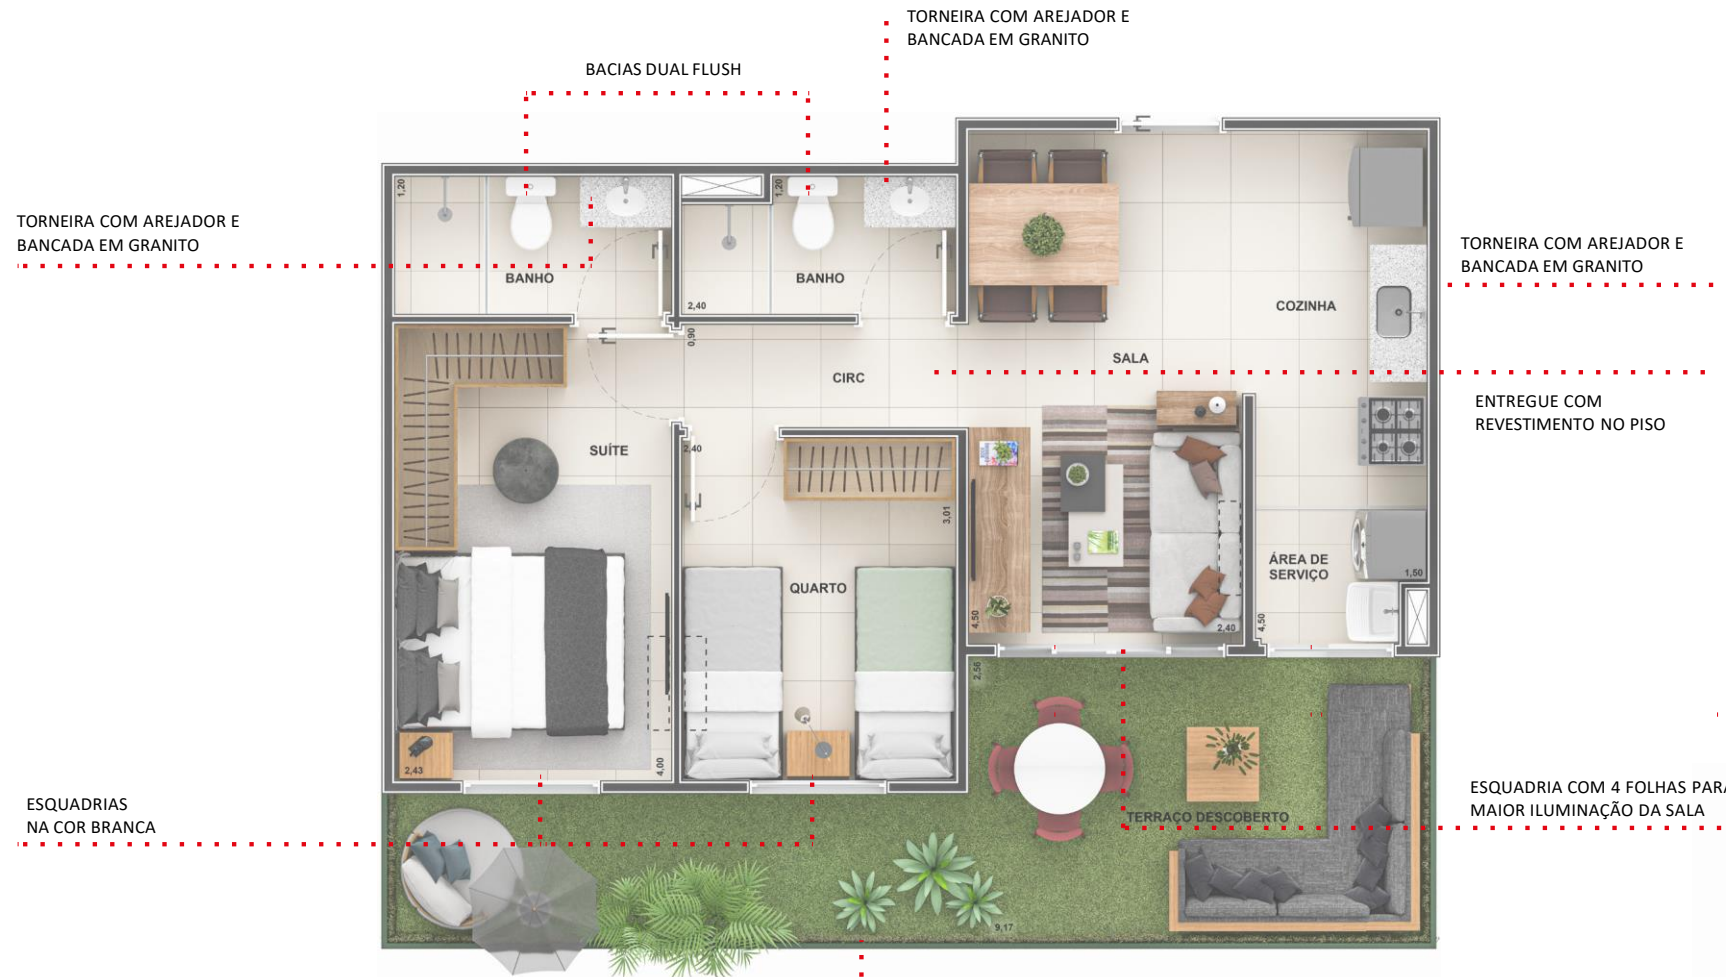 TORNEIRA COM AREJADOR E
BANCADA EM GRANITO
BACIAS DUAL FLUSH
TORNEIRA COM AREJADOR E
BANCADA EM GRANITO
TORNEIRA COM AREJADOR E
BANCADA EM GRANITO
ENTREGUE COM
REVESTIMENTO NO PISO
ESQUADRIAS
NA COR BRANCA
ESQUADRIA COM 4 FOLHAS PARA
MAIOR ILUMINAÇÃO DA SALA
1,20
BANHO
1,20
BANHO
2,40
0,90
COZINHA
SALA
CIRC
SUÍTE
2,40
3,01
QUARTO
ÁREA DE
SERVIÇO
1,50
4,50
2,40
4,50
2,56
2,43
4,00
TERRAÇO DESCOBERTO
9,17